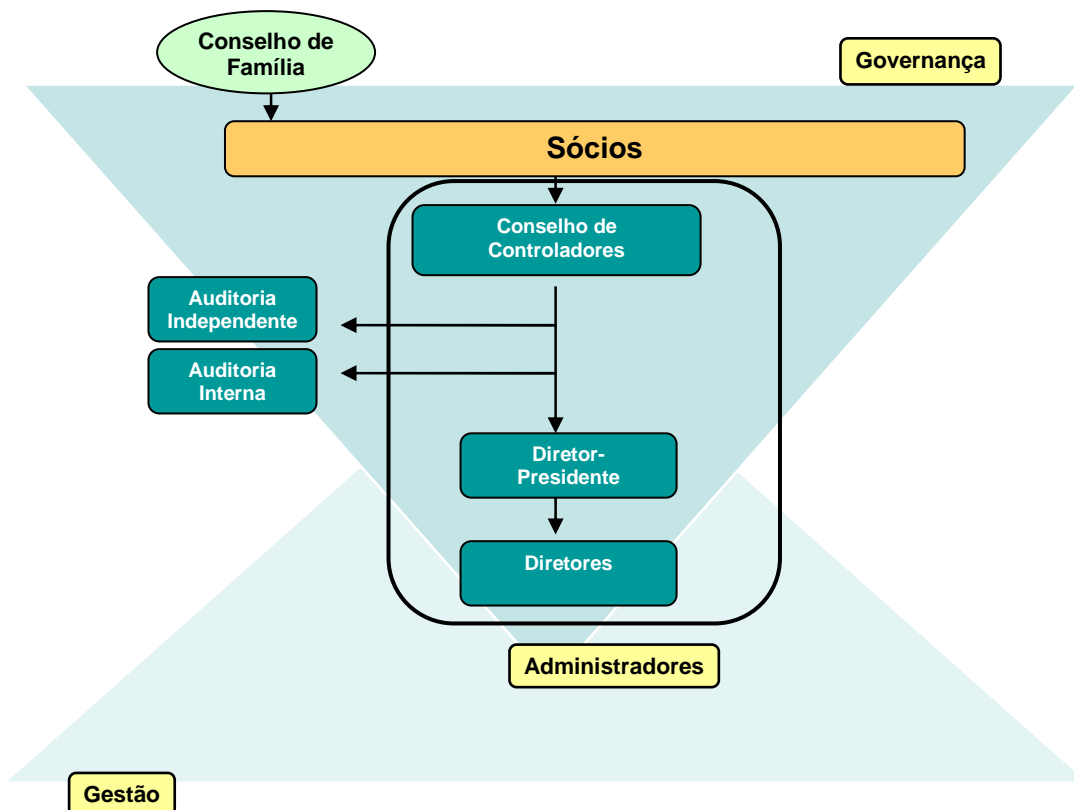 Conselho de
Família
Governança
Sócios
Conselho de
Controladores
Auditoria
Independente
Auditoria
Interna
Diretor-
Presidente
Diretores
Administradores
Gestão